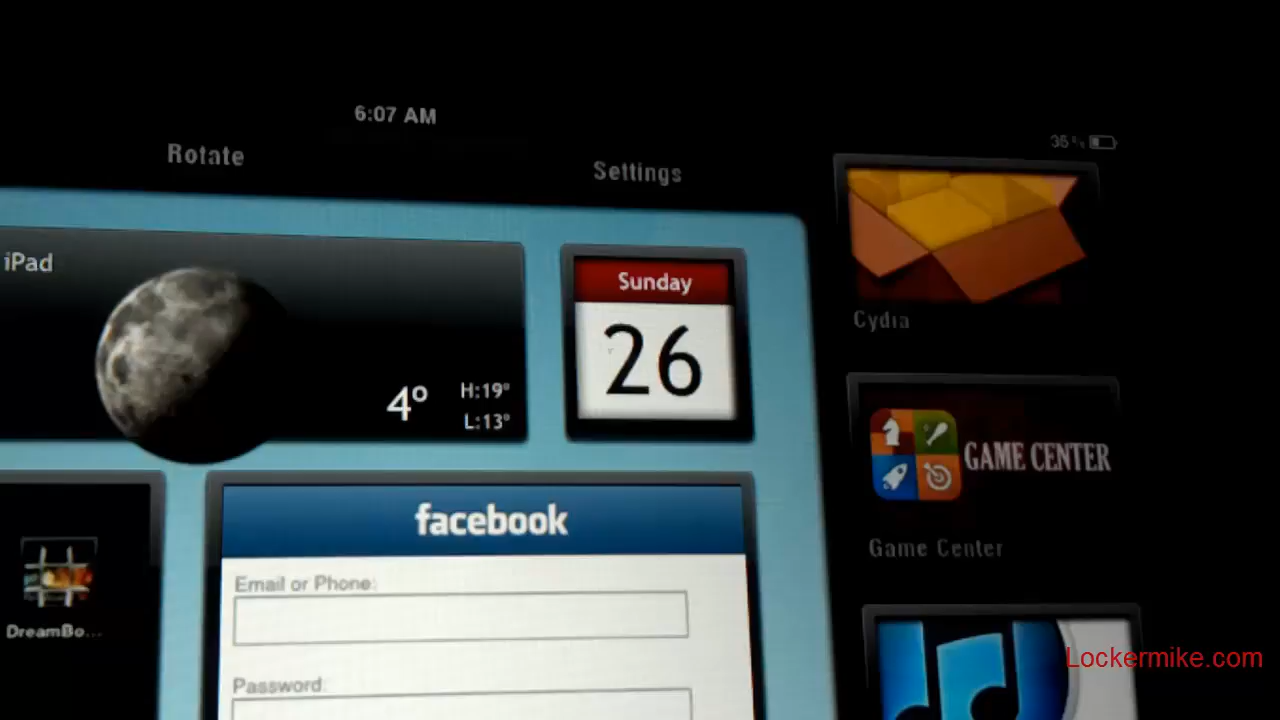 6:07 AM
35%
Rotate
Settings
iPad
Sunday
26
4°
H:19°
L:13°
Cydia
GAME CENTER
Game Center
facebook
Email or Phone:
DreamBo...
Password:
Lockermike.com